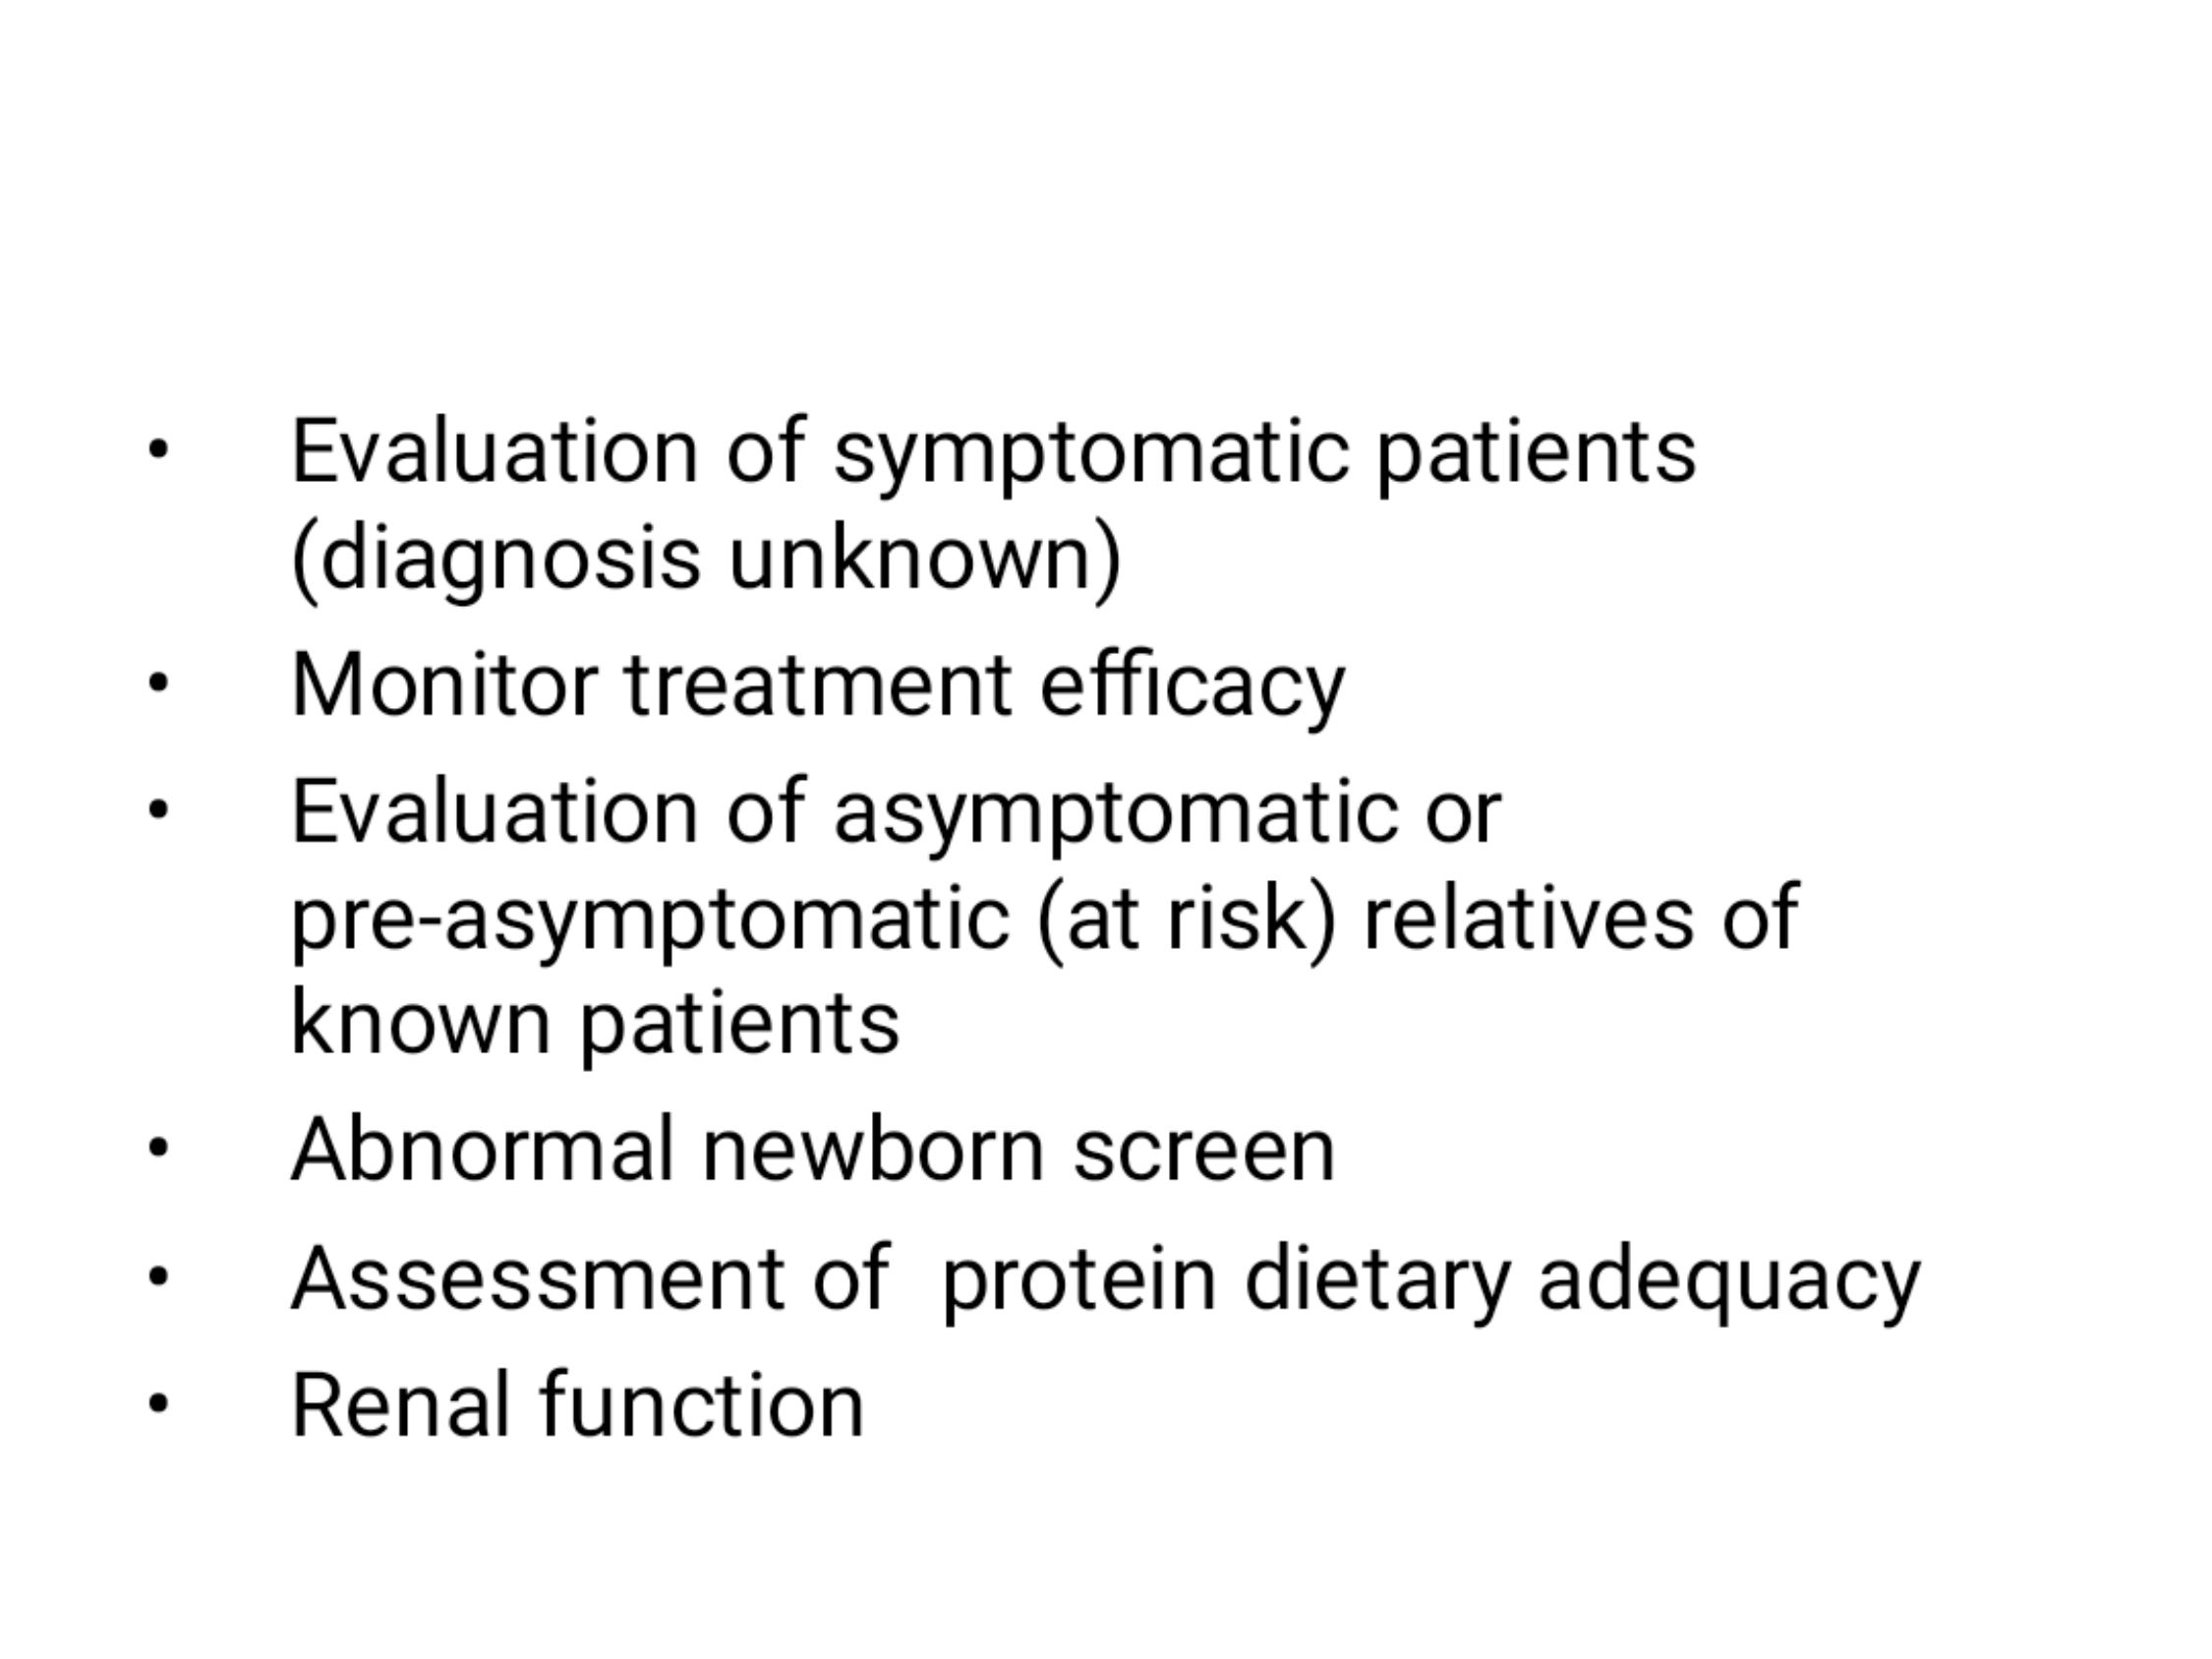 • Evaluation of symptomatic patients
(diagnosis unknown)
• Monitor treatment efficacy
• Evaluation of asymptomatic or
pre-asymptomatic (at risk) relatives of
known patients
• Abnormal newborn screen
• Assessment of  protein dietary adequacy
• Renal function